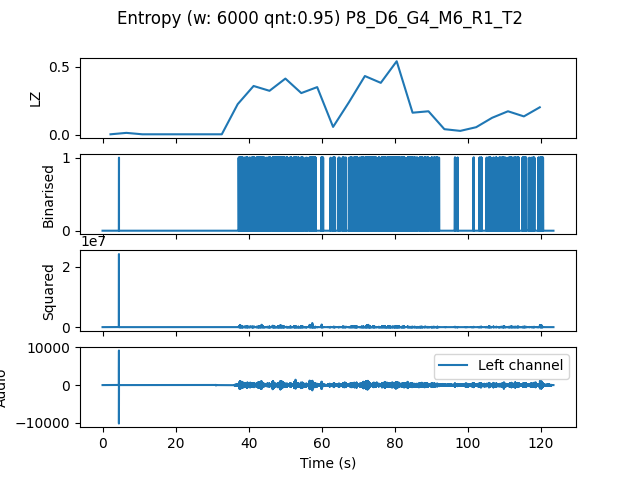 Entropy (w: 6000 qnt:0.95) P8_D6_G4_M6_R1_T2
0.5
0.0
LZ
1
0
Binarised
1e7
2
0
Squared
10000
0
−10000
Audio
Left channel
0 20 40 60 80 100 120
Time (s)